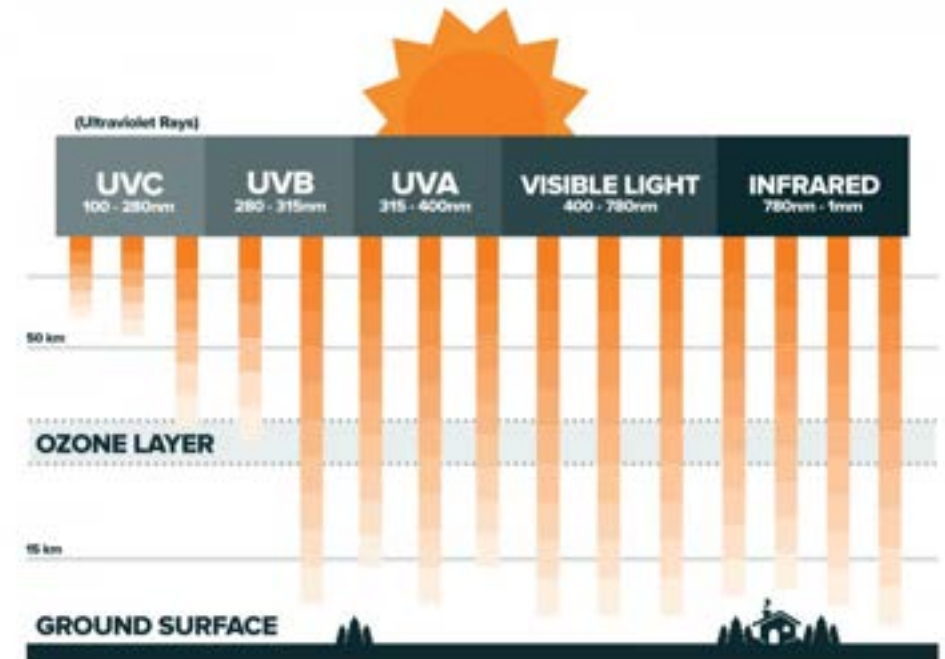 (Ultraviolet Rays)
UVC
100 - 280nm
UVB
280 - 315nm
UVA
315 - 400nm
VISIBLE LIGHT
400 - 780nm
INFRARED
780nm - 1mm
50 km
OZONE LAYER
15 km
GROUND SURFACE